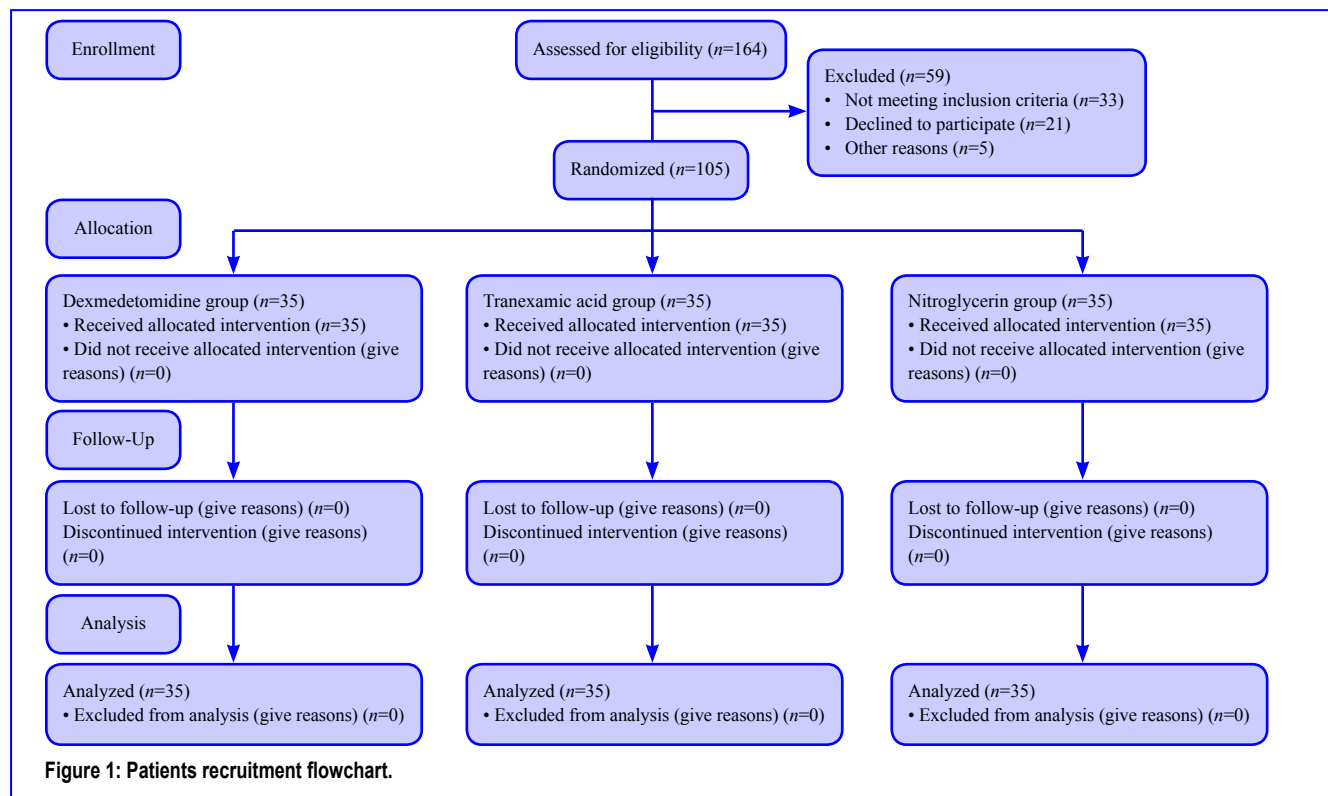 Enrollment
Assessed for eligibility (n=164)
Excluded (n=59)
• Not meeting inclusion criteria (n=33)
• Declined to participate (n=21)
• Other reasons (n=5)
Randomized (n=105)
Allocation
Dexmedetomidine group (n=35)
• Received allocated intervention (n=35)
• Did not receive allocated intervention (give
reasons) (n=0)
Tranexamic acid group (n=35)
• Received allocated intervention (n=35)
• Did not receive allocated intervention (give
reasons) (n=0)
Nitroglycerin group (n=35)
• Received allocated intervention (n=35)
• Did not receive allocated intervention (give
reasons) (n=0)
Follow-Up
Lost to follow-up (give reasons) (n=0)
Discontinued intervention (give reasons)
(n=0)
Lost to follow-up (give reasons) (n=0)
Discontinued intervention (give reasons)
(n=0)
Lost to follow-up (give reasons) (n=0)
Discontinued intervention (give reasons)
(n=0)
Analysis
Analyzed (n=35)
• Excluded from analysis (give reasons) (n=0)
Analyzed (n=35)
• Excluded from analysis (give reasons) (n=0)
Analyzed (n=35)
• Excluded from analysis (give reasons) (n=0)
Figure 1: Patients recruitment flowchart.